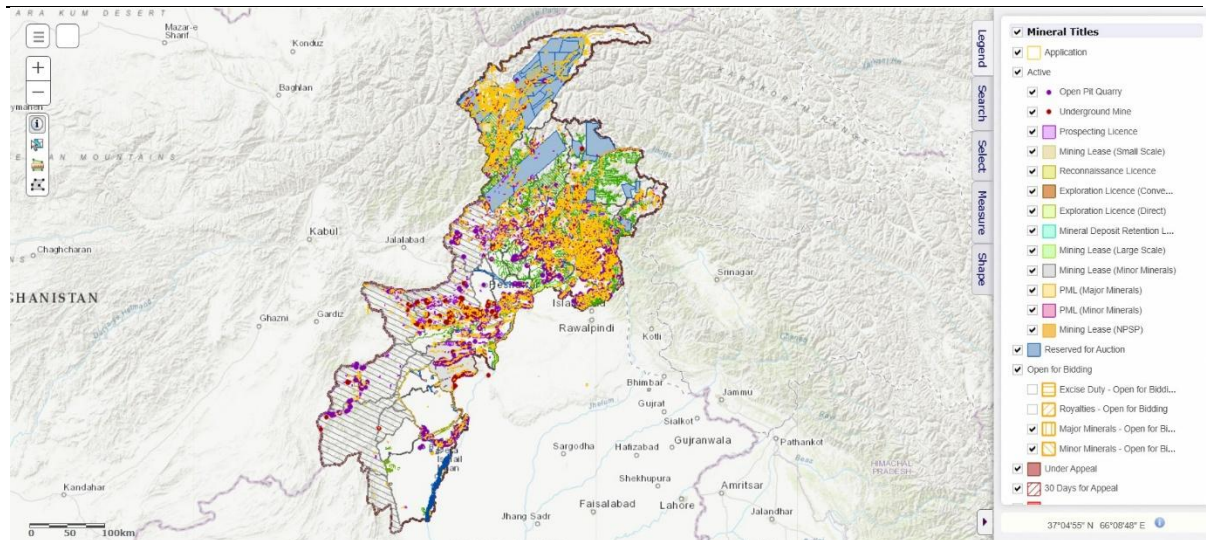 ARA KUM DESERT
Mazar-e
Sharif
Konduz
Baghlan
Chaghcharan
Kabul
Jalalabad
GHANISTAN
Ghazni
Gardiz
Kandahar
Srinagar
Rawalpindi
Kotli
Bhimbar
Jammu
Jhelum
Gujrat
Sialkot
Sargodha
Hafizabad
Gujranwala
Pathankot
Sheikhupura
Amritsar
HIMACHAL
PRADESH
Faisalabad
Lahore
Jhang Sadr
Jalandhar
0 50 100km
Legend
Search
Select
Measure
Shape
Mineral Titles
Application
Active
Open Pit Quarry
Underground Mine
Prospecting Licence
Mining Lease (Small Scale)
Reconnaissance Licence
Exploration Licence (Conve...
Exploration Licence (Direct)
Mineral Deposit Retention L...
Mining Lease (Large Scale)
Mining Lease (Minor Minerals)
PML (Major Minerals)
PML (Minor Minerals)
Mining Lease (NPSP)
Reserved for Auction
Open for Bidding
Excise Duty - Open for Biddi...
Royalties - Open for Bidding
Major Minerals - Open for Bi...
Minor Minerals - Open for Bi...
Under Appeal
30 Days for Appeal
37°04'55" N 66°08'48" E